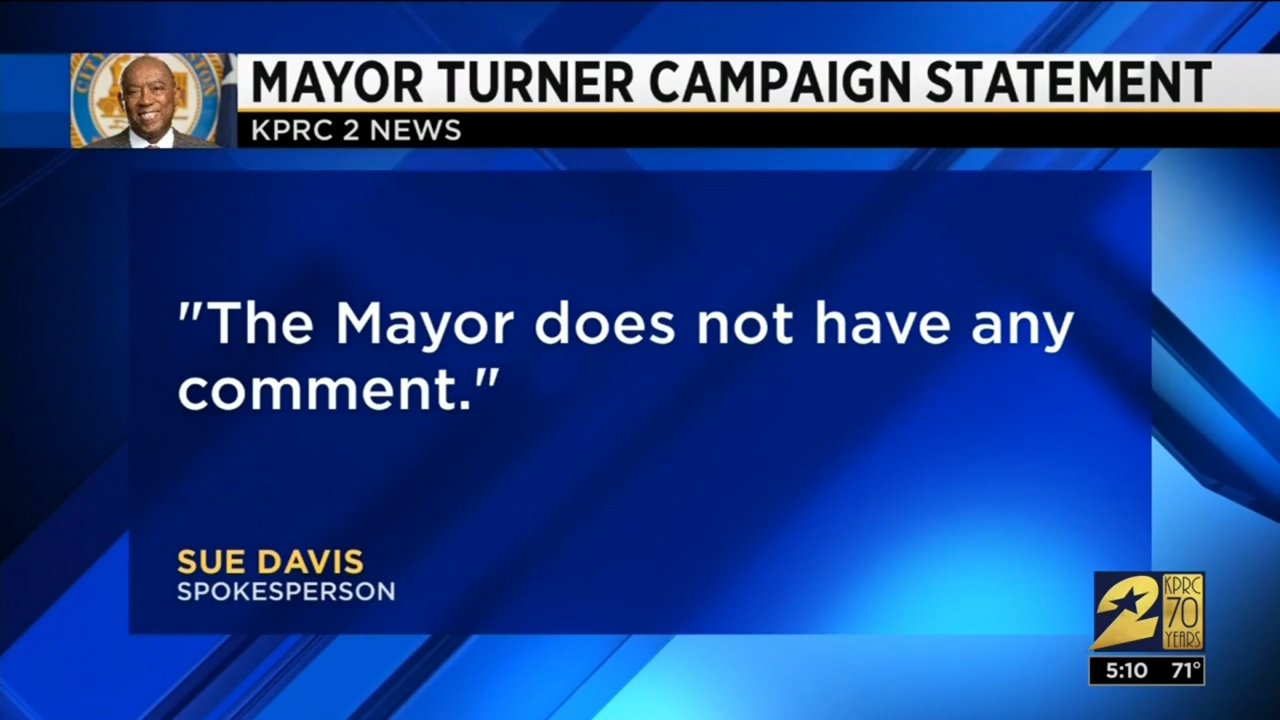 MAYOR TURNER CAMPAIGN STATEMENT
KPRC 2 NEWS
"The Mayor does not have any
comment."
SUE DAVIS
SPOKESPERSON
2
KPRC
70
YEARS
5:10 71°